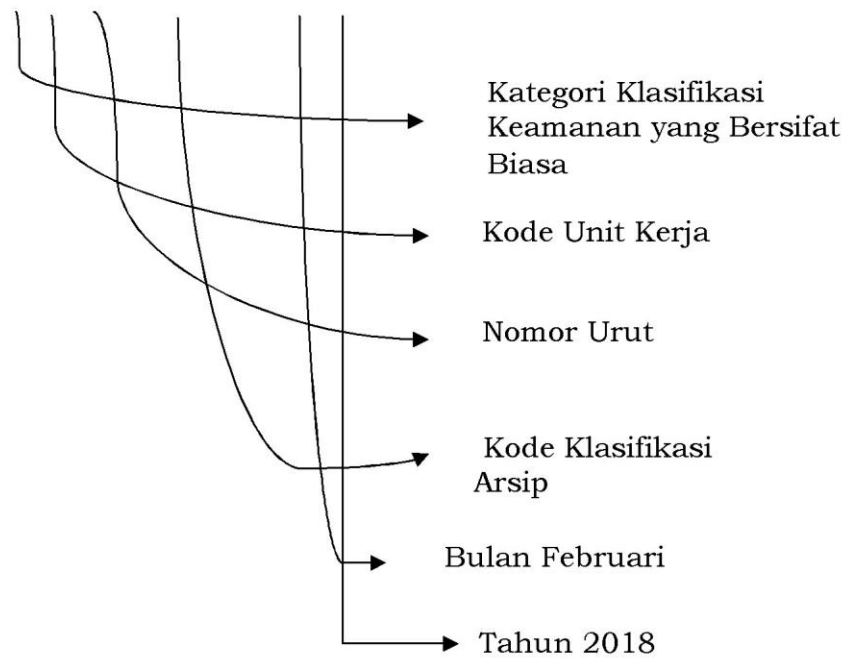 Kategori Klasifikasi
Keamanan yang Bersifat
Biasa
Kode Unit Kerja
Nomor Urut
Kode Klasifikasi
Arsip
Bulan Februari
Tahun 2018